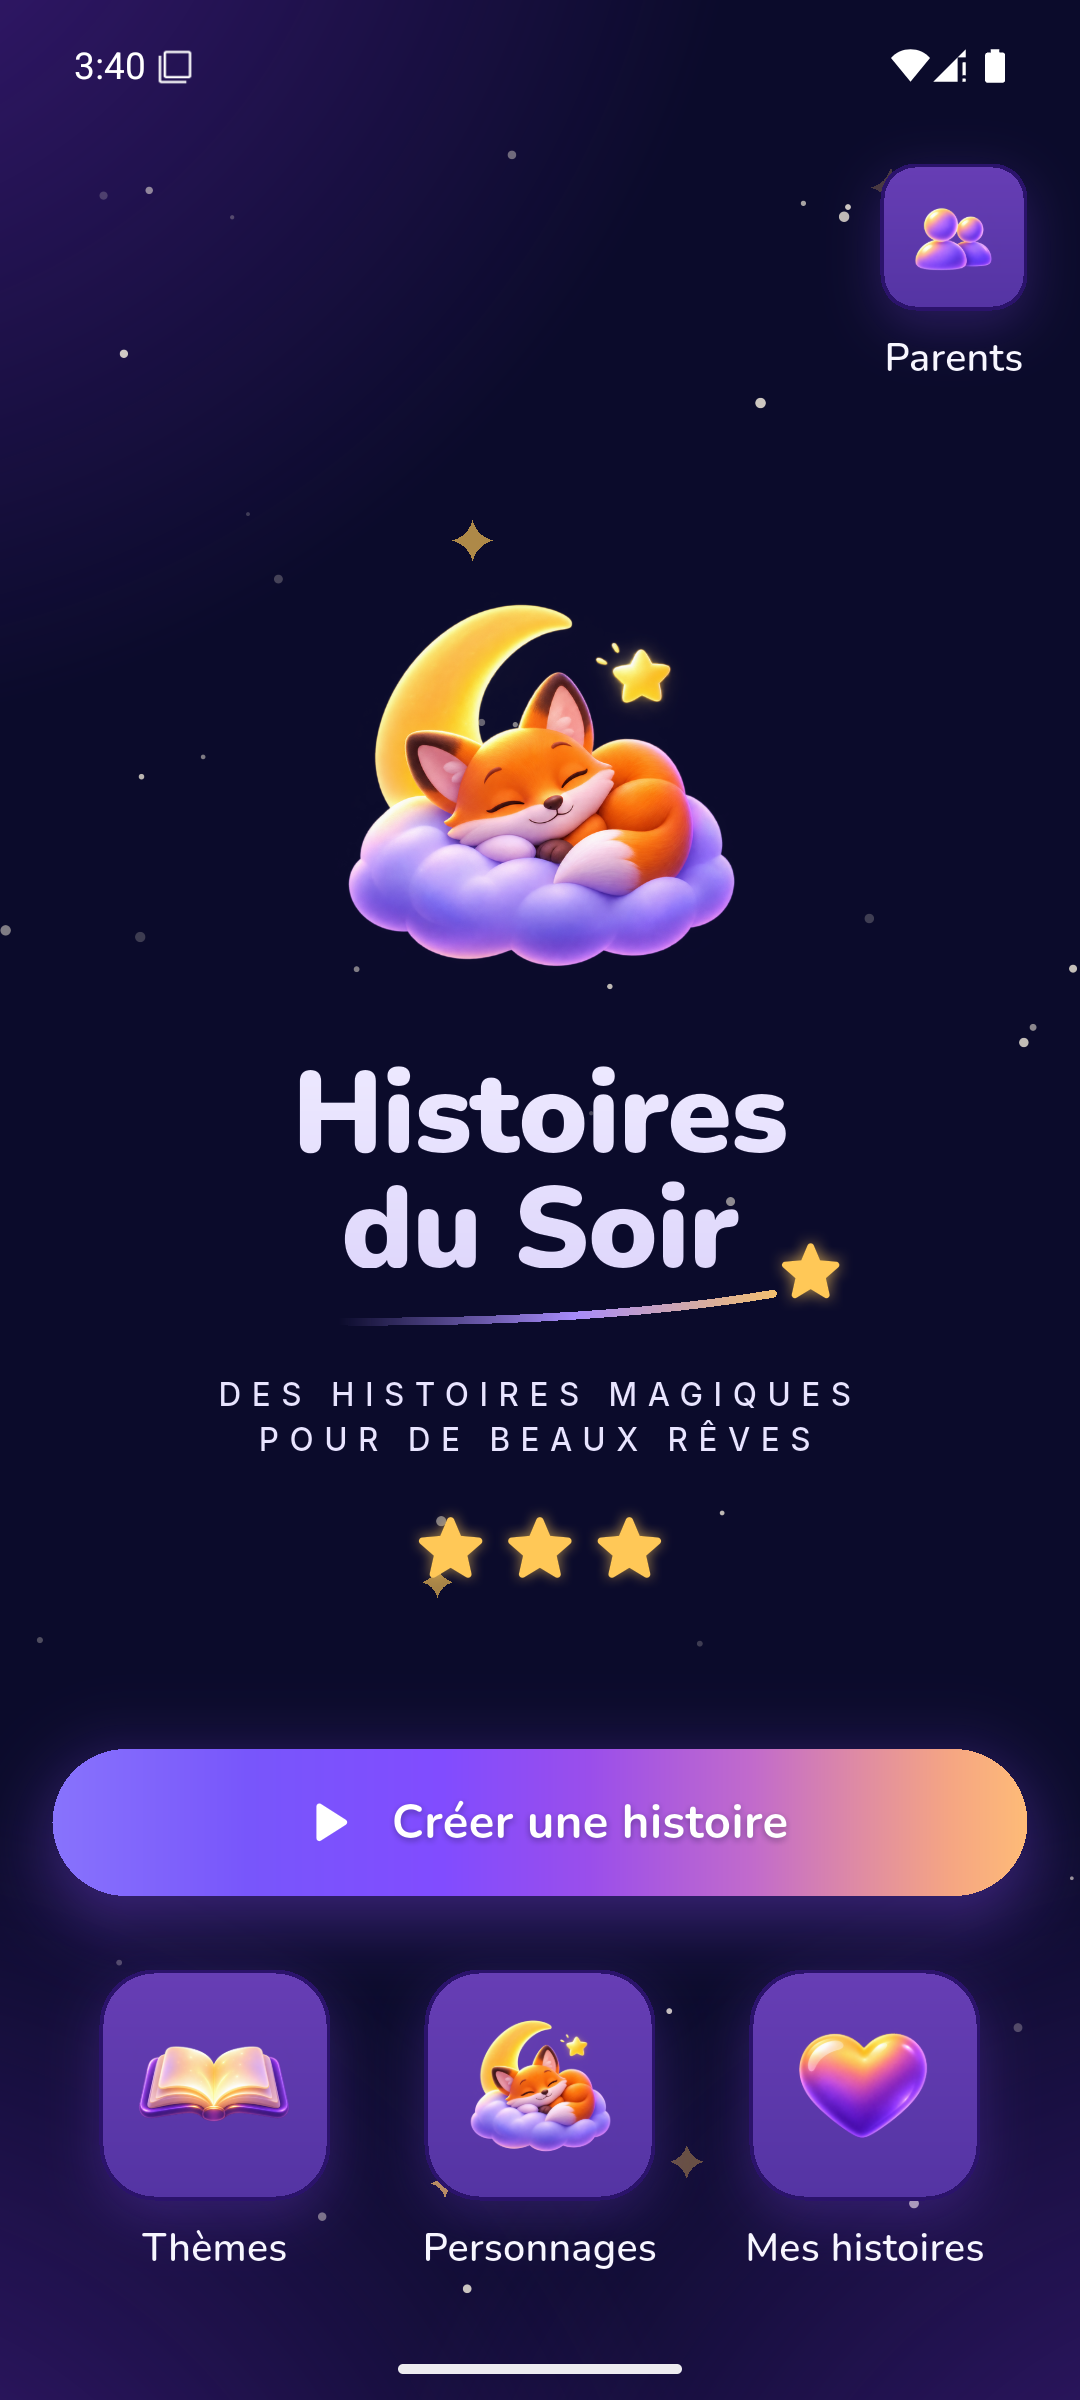 3:40
Parents
Histoires
du Soir
DES HISTOIRES MAGIQUES
POUR DE BEAUX RÊVES
Créer une histoire
Thèmes
Personnages
Mes histoires